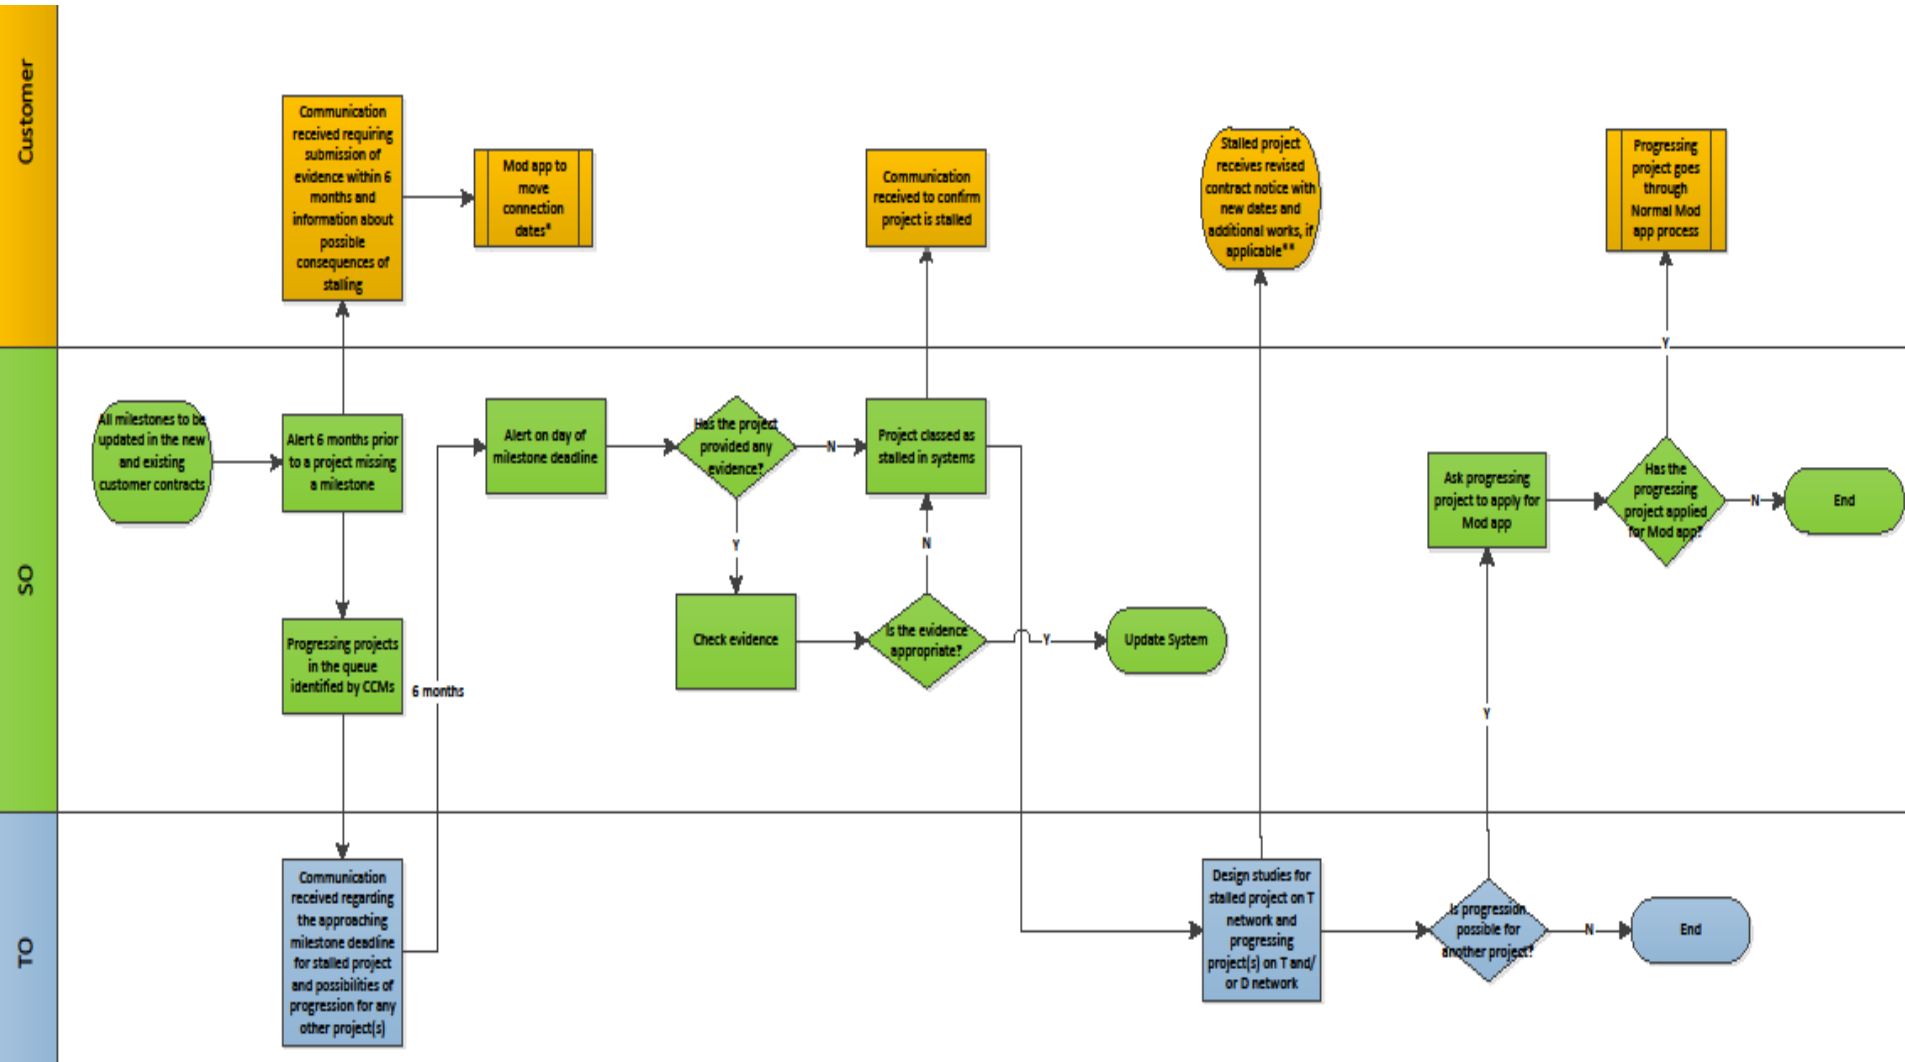 Customer
Communication
received requiring
submission of
evidence within 6
months and
information about
possible
consequences of
stalling
Mod app to
move
connection
dates*
Communication
received to confirm
project is stalled
Stalled project
receives revised
contract notice with
new dates and
additional works, if
applicable**
Progressing
project goes
through
Normal Mod
app process
Y
SO
All milestones to be
updated in the new
and existing
customer contracts
Alert 6 months prior
to a project missing
a milestone
Alert on day of
milestone deadline
Has the project
provided any
evidence?
N
Project classed as
stalled in systems
Ask progressing
project to apply for
Mod app
Has the
progressing
project applied
for Mod app?
N
End
Y
N
Progressing projects
in the queue
identified by CCMs
6 months
Check evidence
Is the evidence
appropriate?
Y
Update System
Y
TO
Communication
received regarding
the approaching
milestone deadline
for stalled project
and possibilities of
progression for any
other project(s)
Design studies for
stalled project on T
network and
progressing
project(s) on T and/
or D network
Is progression
possible for
another project?
N
End